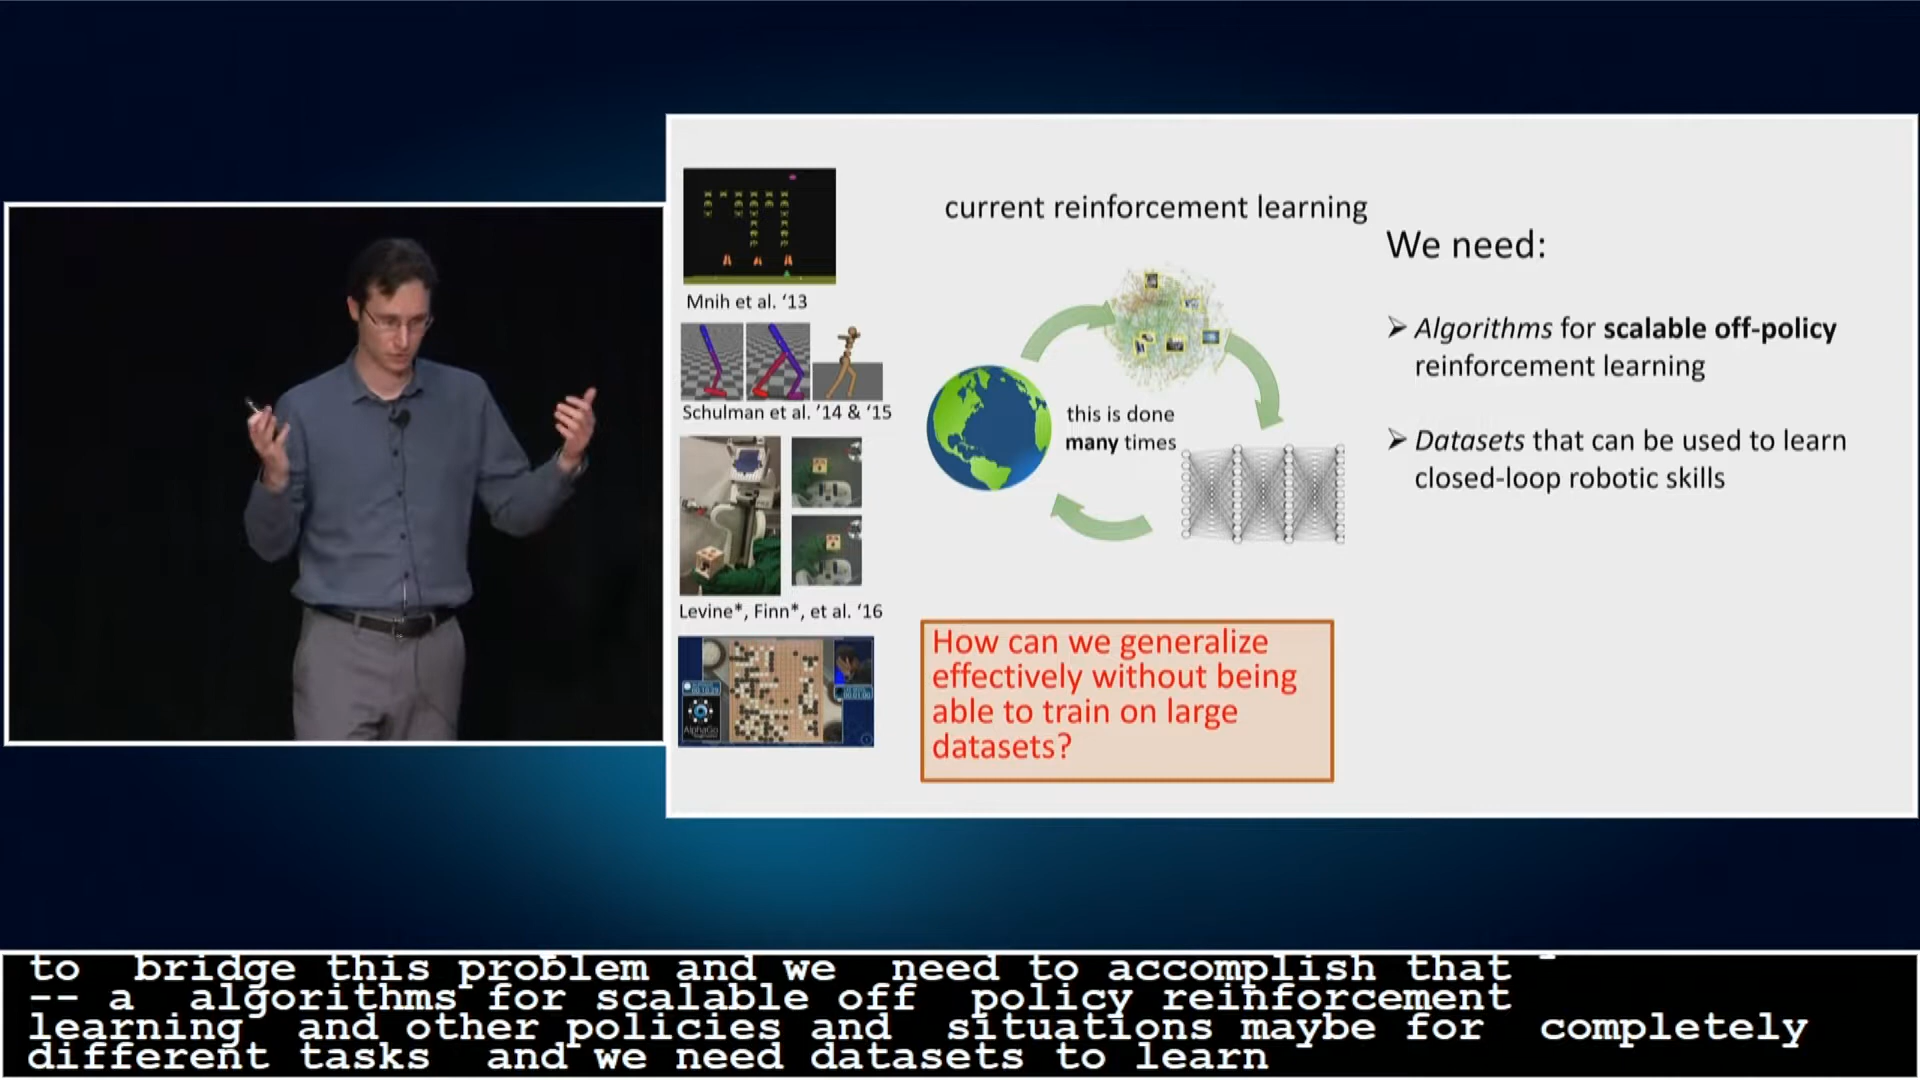 current reinforcement learning
Mnih et al. ‘13
Schulman et al. ’14 & ‘15
Levine*, Finn*, et al. ‘16
AlphaGo
this is done
many times
How can we generalize
effectively without being
able to train on large
datasets?
We need:
➢ Algorithms for scalable off-policy
reinforcement learning
➢ Datasets that can be used to learn
closed-loop robotic skills
to bridge this problem and we need to accomplish that
-- a algorithms for scalable off policy reinforcement
learning and other policies and situations maybe for completely
different tasks and we need datasets to learn